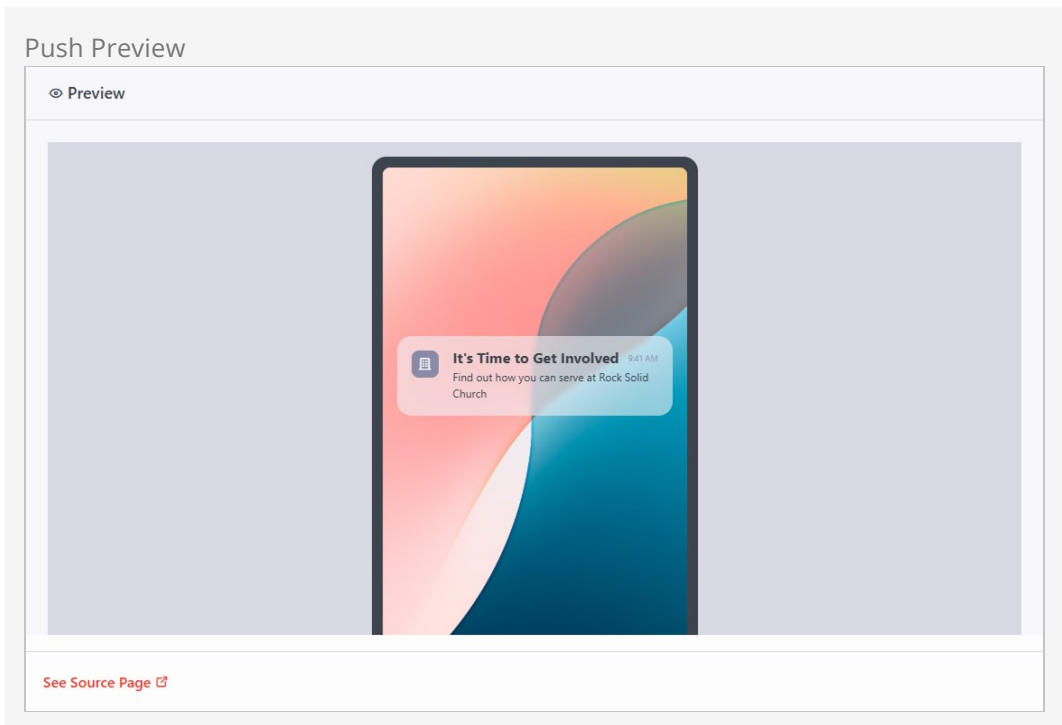 Push Preview
Preview
It's Time to Get Involved 9:41 AM
Find out how you can serve at Rock Solid
Church
See Source Page